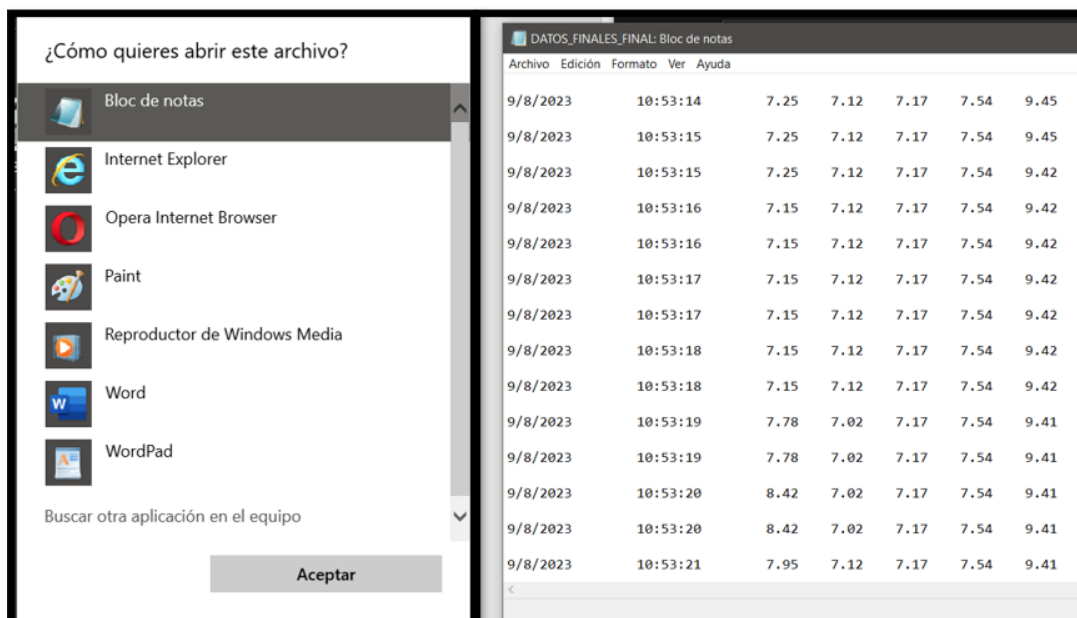 ¿Cómo quieres abrir este archivo?
Bloc de notas
Internet Explorer
Opera Internet Browser
Paint
Reproductor de Windows Media
Word
WordPad
Buscar otra aplicación en el equipo
Aceptar
DATOS_FINALES_FINAL: Bloc de notas
Archivo Edición Formato Ver Ayuda
9/8/2023 10:53:14 7.25 7.12 7.17 7.54 9.45
9/8/2023 10:53:15 7.25 7.12 7.17 7.54 9.45
9/8/2023 10:53:15 7.25 7.12 7.17 7.54 9.42
9/8/2023 10:53:16 7.15 7.12 7.17 7.54 9.42
9/8/2023 10:53:16 7.15 7.12 7.17 7.54 9.42
9/8/2023 10:53:17 7.15 7.12 7.17 7.54 9.42
9/8/2023 10:53:17 7.15 7.12 7.17 7.54 9.42
9/8/2023 10:53:18 7.15 7.12 7.17 7.54 9.42
9/8/2023 10:53:18 7.15 7.12 7.17 7.54 9.42
9/8/2023 10:53:19 7.78 7.02 7.17 7.54 9.41
9/8/2023 10:53:19 7.78 7.02 7.17 7.54 9.41
9/8/2023 10:53:20 8.42 7.02 7.17 7.54 9.41
9/8/2023 10:53:20 8.42 7.02 7.17 7.54 9.41
9/8/2023 10:53:21 7.95 7.12 7.17 7.54 9.41